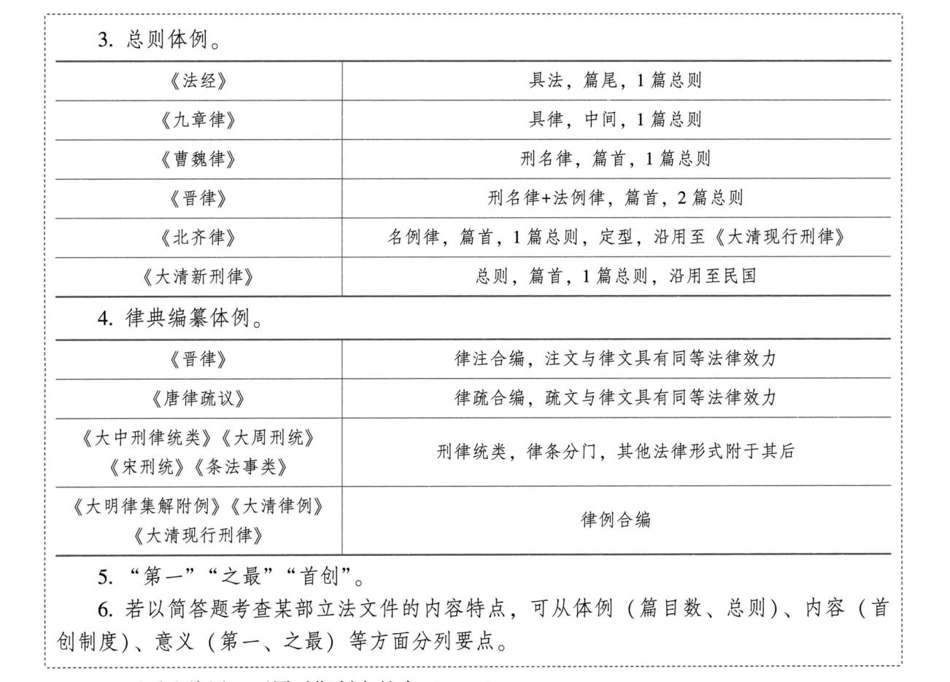 3. 总则体例。
《法经》 具法，篇尾，1 篇总则
《九章律》 具律，中间，1 篇总则
《曹魏律》 刑名律，篇首，1 篇总则
《晋律》 刑名律+法例律，篇首，2 篇总则
《北齐律》 名例律，篇首，1 篇总则，定型，沿用至《大清现行刑律》
《大清新刑律》 总则，篇首，1 篇总则，沿用至民国
4. 律典编纂体例。
《晋律》 律注合编，注文与律文具有同等法律效力
《唐律疏议》 律疏合编，疏文与律文具有同等法律效力
《大中刑律统类》《大周刑统》
《宋刑统》《条法事类》
刑律统类，律条分门，其他法律形式附于其后
《大明律集解附例》《大清律例》
《大清现行刑律》
律例合编
5. “第一”“之最”“首创”。
6. 若以简答题考查某部立法文件的内容特点，可从体例（篇目数、总则）、内容（首
创制度）、意义（第一、之最）等方面分列要点。